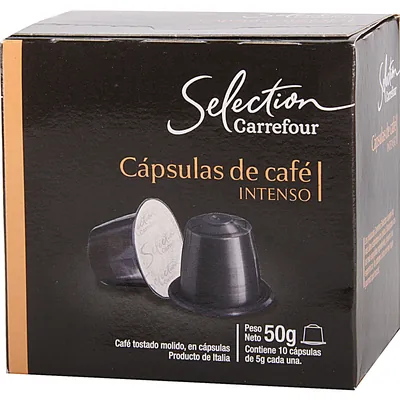 Selection
Carrefour
Cápsulas de café
INTENSO
Selection
Peso
Neto 50g
Contiene 10 cápsulas
de 5g cada una.
Café tostado molido, en cápsulas
Producto de Italia